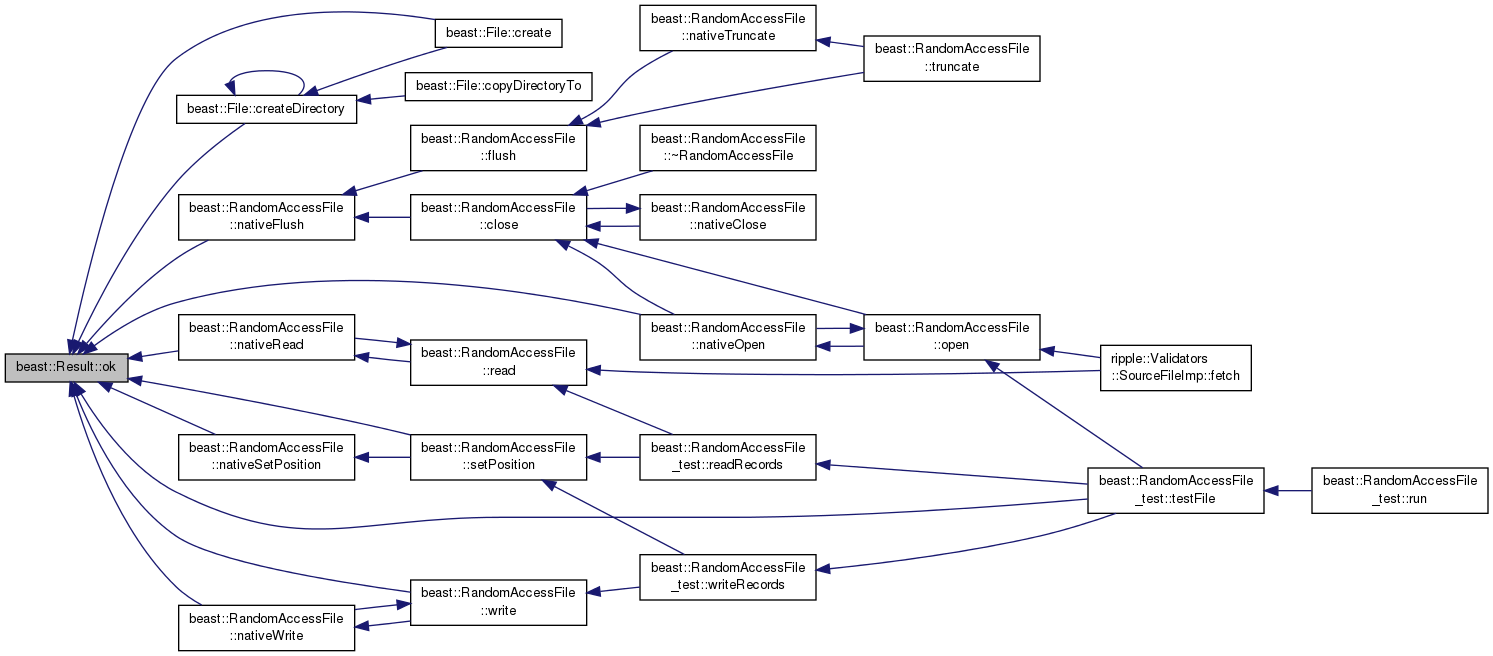 beast::Result::ok
beast::File::create
beast::File::createDirectory
beast::File::copyDirectoryTo
beast::RandomAccessFile
::nativeFlush
beast::RandomAccessFile
::flush
beast::RandomAccessFile
::nativeTruncate
beast::RandomAccessFile
::truncate
beast::RandomAccessFile
::close
beast::RandomAccessFile
::~RandomAccessFile
beast::RandomAccessFile
::nativeClose
beast::RandomAccessFile
::nativeOpen
beast::RandomAccessFile
::open
ripple::Validators
::SourceFileImp::fetch
beast::RandomAccessFile
::nativeRead
beast::RandomAccessFile
::read
beast::RandomAccessFile
::nativeSetPosition
beast::RandomAccessFile
::setPosition
beast::RandomAccessFile
_test::readRecords
beast::RandomAccessFile
_test::testFile
beast::RandomAccessFile
_test::run
beast::RandomAccessFile
_test::writeRecords
beast::RandomAccessFile
::write
beast::RandomAccessFile
::nativeWrite